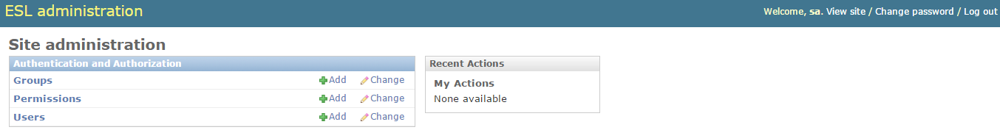 ESL administration
Welcome, sa. View site / Change password / Log out
Site administration
Authentication and Authorization
Groups Add Change
Permissions Add Change
Users Add Change
Recent Actions
My Actions
None available